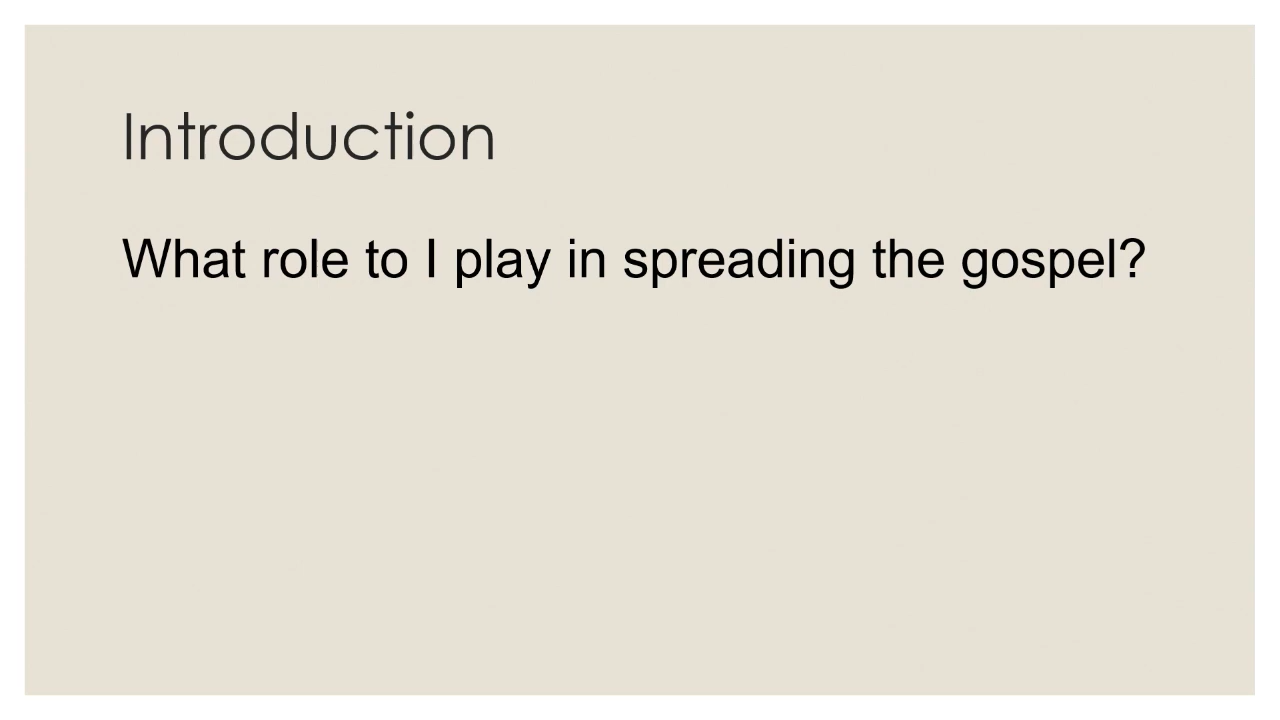 Introduction
What role to I play in spreading the gospel?